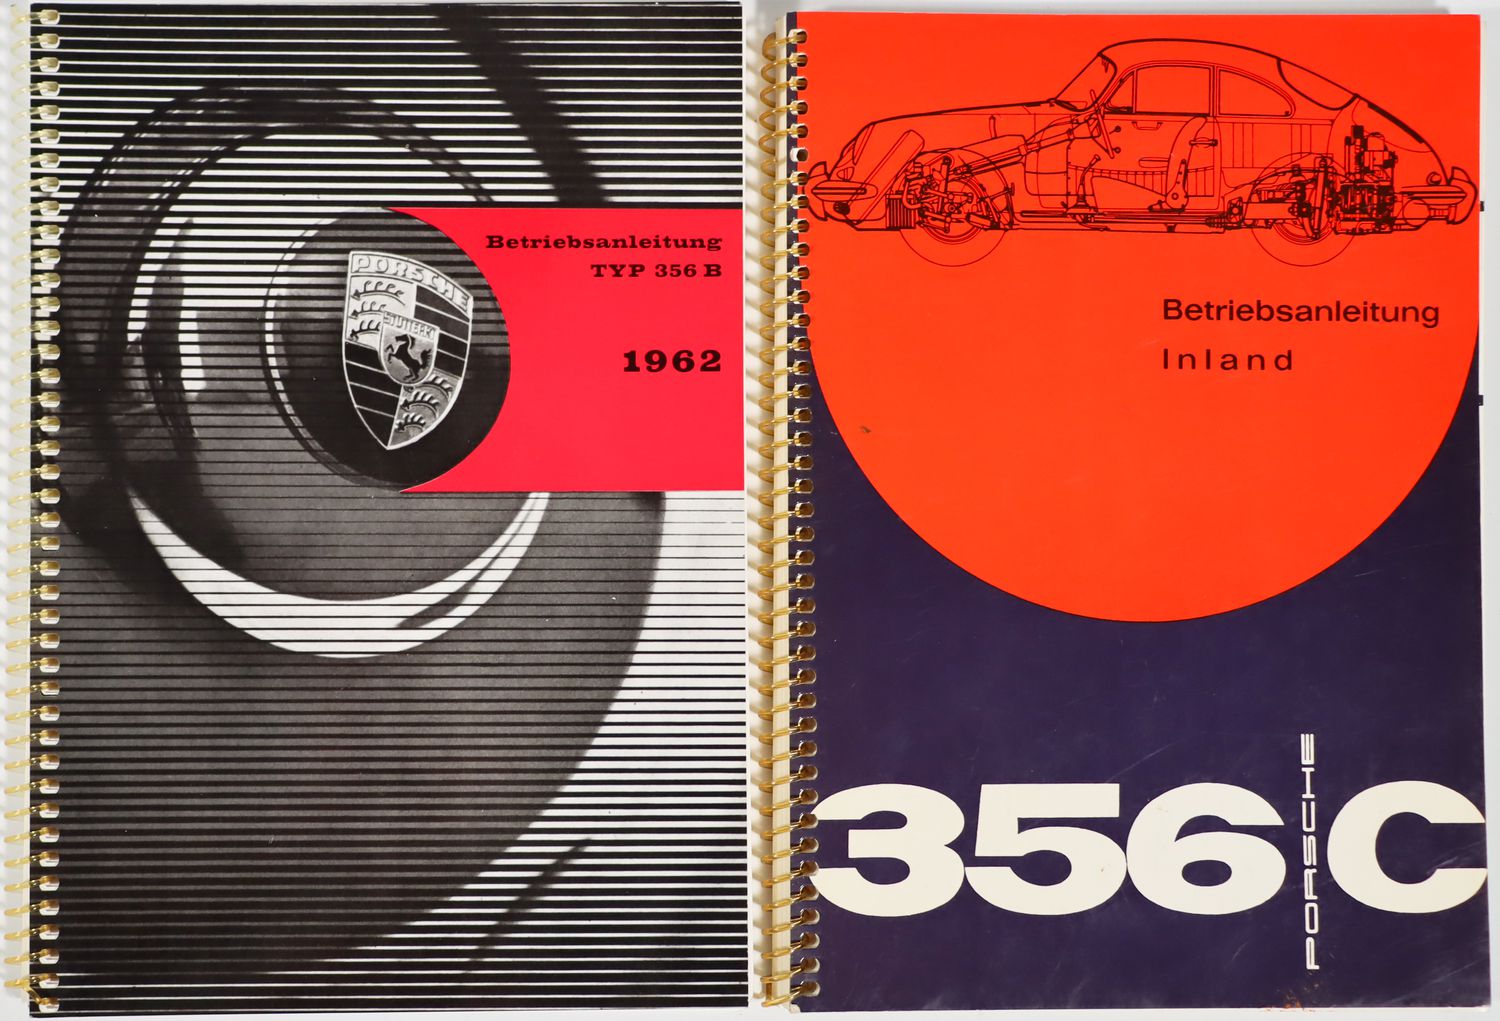 Betriebsanleitung
TYP 356 B
1962
PORSCHE
STUTTGART
Betriebsanleitung
Inland
356 C
PORSCHE